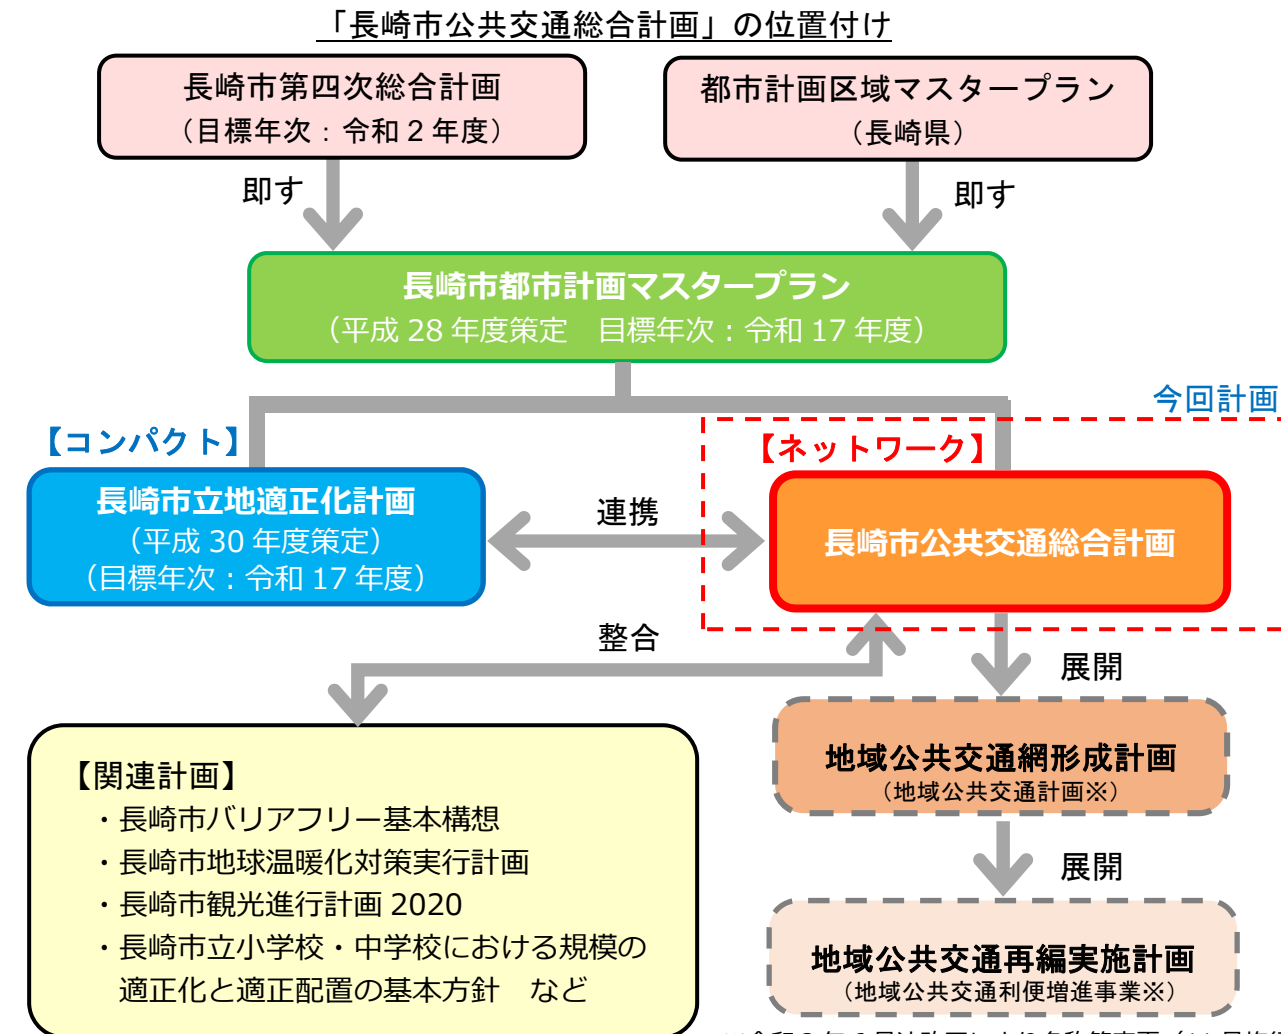 「長崎市公共交通総合計画」の位置付け
長崎市第四次総合計画
（目標年次：令和２年度）
都市計画区域マスタープラン
（長崎県）
即す
即す
長崎市都市計画マスタープラン
（平成 28 年度策定　目標年次：令和 17 年度）
今回計画
【コンパクト】
【ネットワーク】
長崎市立地適正化計画
（平成 30 年度策定）
（目標年次：令和 17 年度）
連携
長崎市公共交通総合計画
整合
展開
地域公共交通網形成計画
（地域公共交通計画※）
展開
地域公共交通再編実施計画
（地域公共交通利便増進事業※）
【関連計画】
・長崎市バリアフリー基本構想
・長崎市地球温暖化対策実行計画
・長崎市観光進行計画 2020
・長崎市立小学校・中学校における規模の
適正化と適正配置の基本方針　など